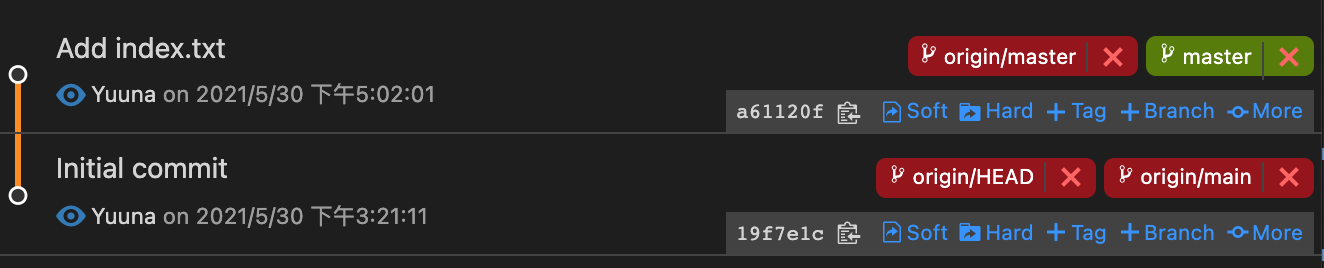 Add index.txt
origin/master
master
Yuuna on 2021/5/30 下午5:02:01
a61120f Soft Hard Tag Branch More
Initial commit
origin/HEAD
origin/main
Yuuna on 2021/5/30 下午3:21:11
19f7e1c Soft Hard Tag Branch More